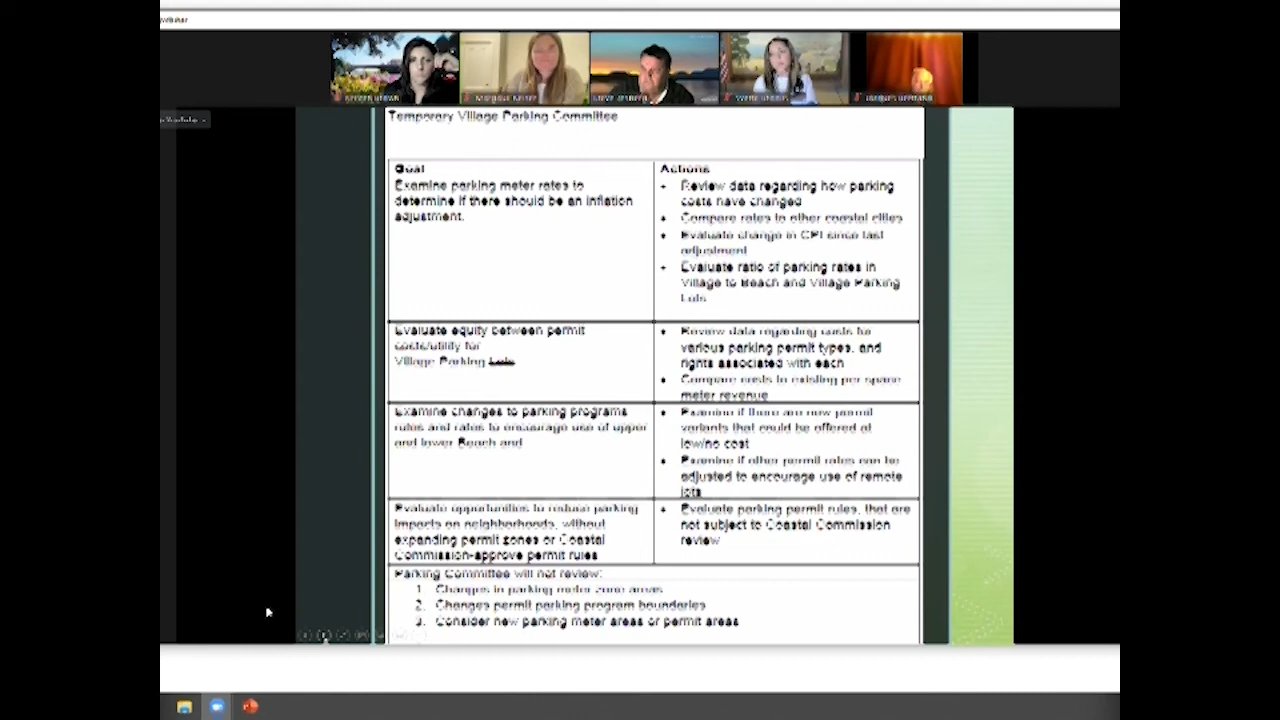 Temporary Village Parking Committee
Goal
Examine parking meter rates to
determine if there should be an inflation
adjustment.
Actions
• Review data regarding how parking
costs have changed
• Compare rates to other coastal cities
• Evaluate change in CPI since last
adjustment
• Evaluate ratio of parking rates in
Village to Beach and Village Parking
Lots
Evaluate equity between permit
costs/utility for
Village Parking Lots
• Review data regarding costs for
various parking permit types, and
rights associated with each
• Compare costs to existing per space
meter revenue
Examine changes to parking programs
rules and rates to encourage use of upper
and lower Beach and
• Examine if there are new permit
variants that could be offered at
low/no cost
• Examine if other permit rates can be
adjusted to encourage use of remote
lots
Evaluate opportunities to reduce parking
impacts on neighborhoods, without
expanding permit zones or Coastal
Commission-approve permit rules
• Evaluate parking permit rules, that are
not subject to Coastal Commission
review
Parking Committee will not review:
1. Changes in parking meter zone areas
2. Changes permit parking program boundaries
3. Consider new parking meter areas or permit areas